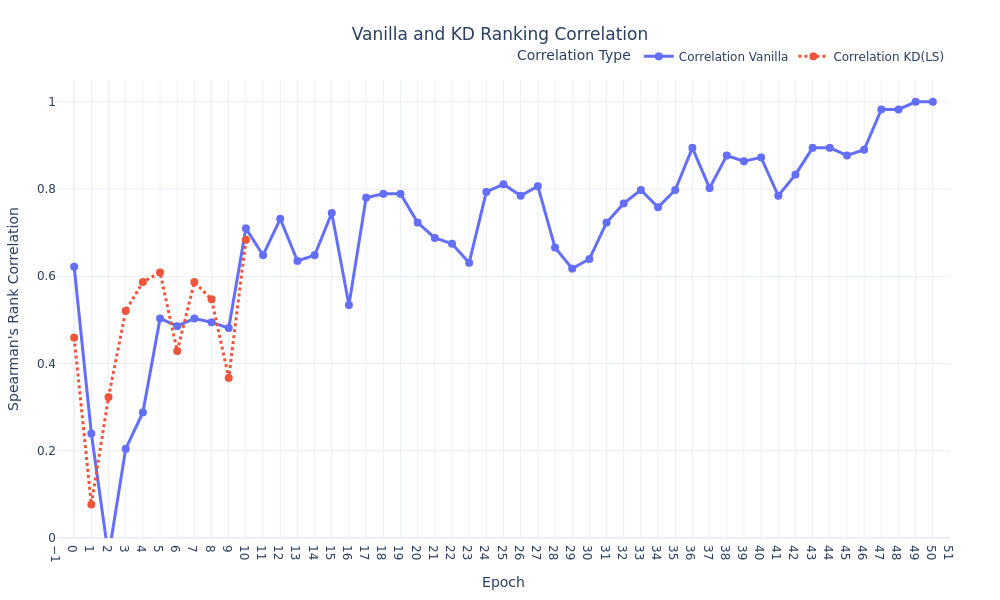 Vanilla and KD Ranking Correlation
Correlation Type
Correlation Vanilla
Correlation KD(LS)
Spearman's Rank Correlation
1
0.8
0.6
0.4
0.2
0
−1 0 1 2 3 4 5 6 7 8 9 10 11 12 13 14 15 16 17 18 19 20 21 22 23 24 25 26 27 28 29 30 31 32 33 34 35 36 37 38 39 40 41 42 43 44 45 46 47 48 49 50 51
Epoch